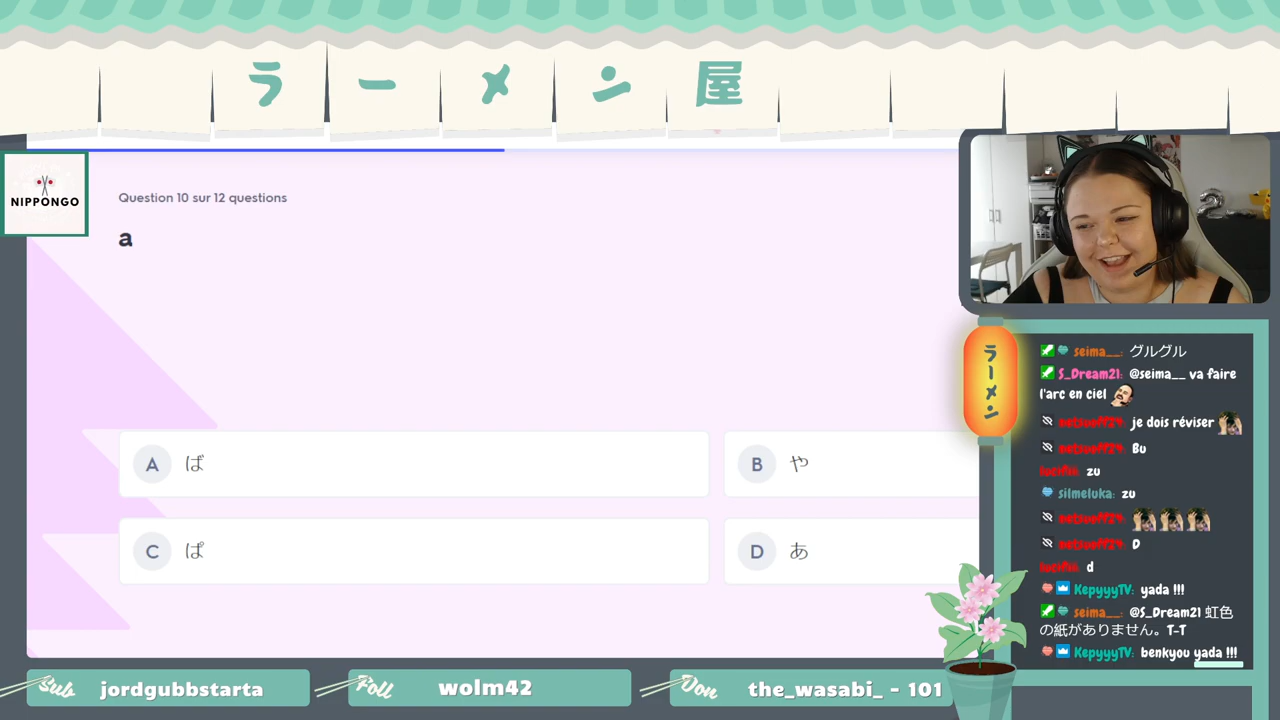 ラーメン屋
NIPPONGO
Question 10 sur 12 questions
a
A ば
B や
C ぱ
D あ
ラーメン
seima__: グルグル
S_Dream21: @seima__ va faire
l'arc en ciel
je dois réviser
Bu
zu
silmeluka: zu
D
d
KepyyyTV: yada !!!
seima__: @S_Dream21 虹色
の紙がありません。T-T
KepyyyTV: benkyou yada !!!
Sub jordgubbstarta
Foll wolm42
Don the_wasabi_ - 101